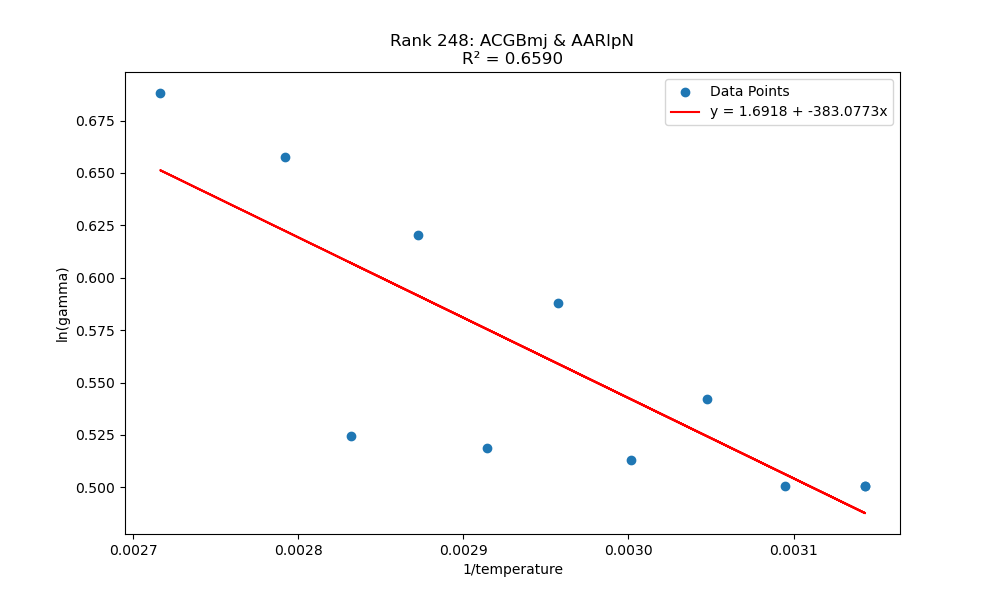 Rank 248: ACGBmj & AARlpN
R² = 0.6590
Data Points
y = 1.6918 + -383.0773x
0.675
0.650
0.625
0.600
0.575
0.550
0.525
0.500
ln(gamma)
0.0027
0.0028
0.0029
0.0030
0.0031
1/temperature